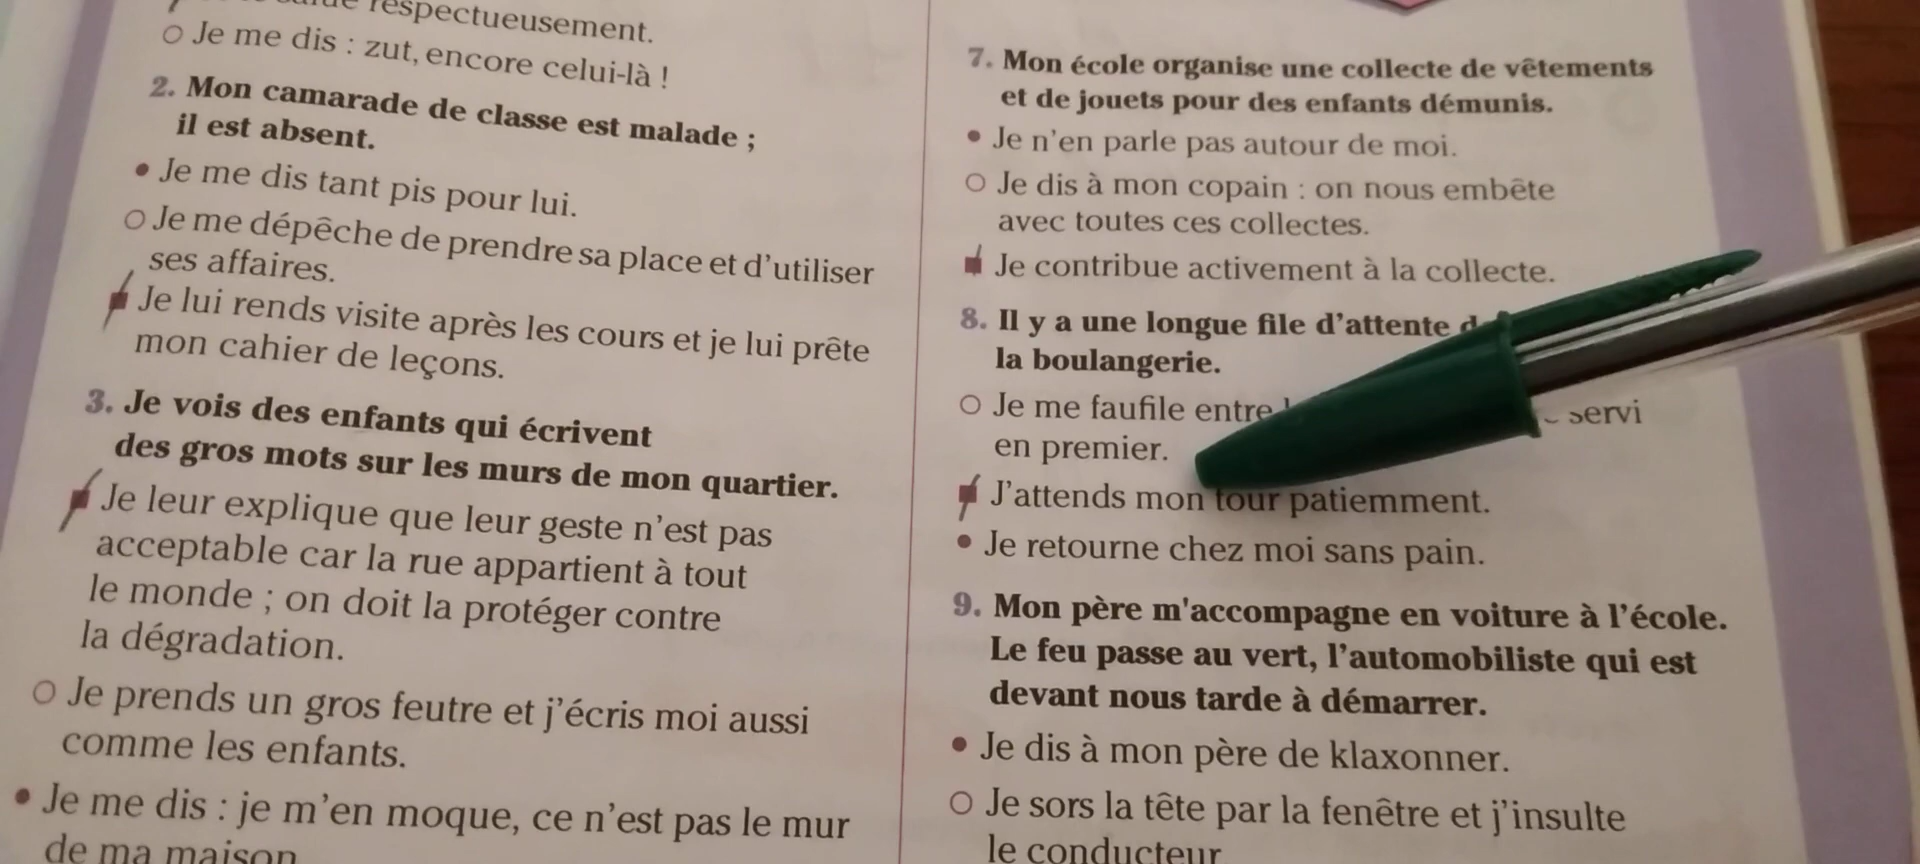 respectueusement.
Je me dis : zut, encore celui-là !
2. Mon camarade de classe est malade ;
il est absent.
Je me dis tant pis pour lui.
Je me dépêche de prendre sa place et d'utiliser
ses affaires.
Je lui rends visite après les cours et je lui prête
mon cahier de leçons.
3. Je vois des enfants qui écrivent
des gros mots sur les murs de mon quartier.
Je leur explique que leur geste n'est pas
acceptable car la rue appartient à tout
le monde ; on doit la protéger contre
la dégradation.
Je prends un gros feutre et j'écris moi aussi
comme les enfants.
Je me dis : je m'en moque, ce n'est pas le mur
de ma maison
7. Mon école organise une collecte de vêtements
et de jouets pour des enfants démunis.
Je n'en parle pas autour de moi.
Je dis à mon copain : on nous embête
avec toutes ces collectes.
Je contribue activement à la collecte.
8. Il y a une longue file d'attente
la boulangerie.
Je me faufile entre servi
en premier.
J'attends mon tour patiemment.
Je retourne chez moi sans pain.
9. Mon père m'accompagne en voiture à l'école.
Le feu passe au vert, l'automobiliste qui est
devant nous tarde à démarrer.
Je dis à mon père de klaxonner.
Je sors la tête par la fenêtre et j'insulte
le conducteur